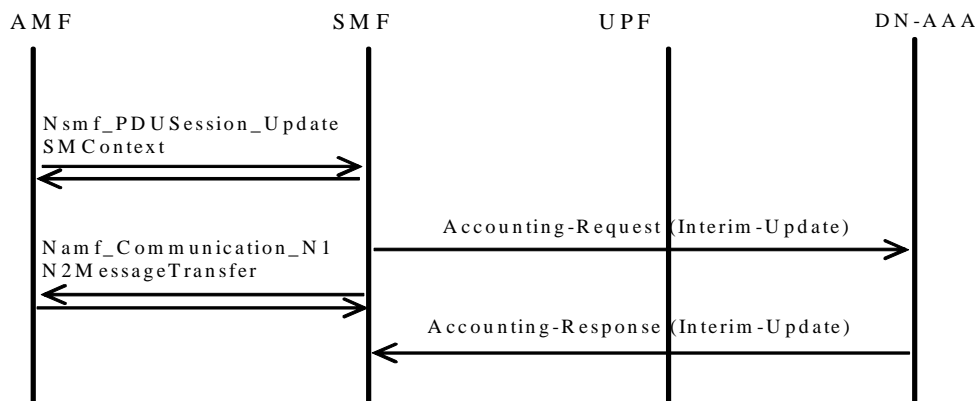 AMF SMF UPF DN-AAA
Nsmf_PDUSession_Update
SMContext
Accounting-Request (Interim-Update)
Namf_Communication_N1
N2MessageTransfer
Accounting-Response (Interim-Update)